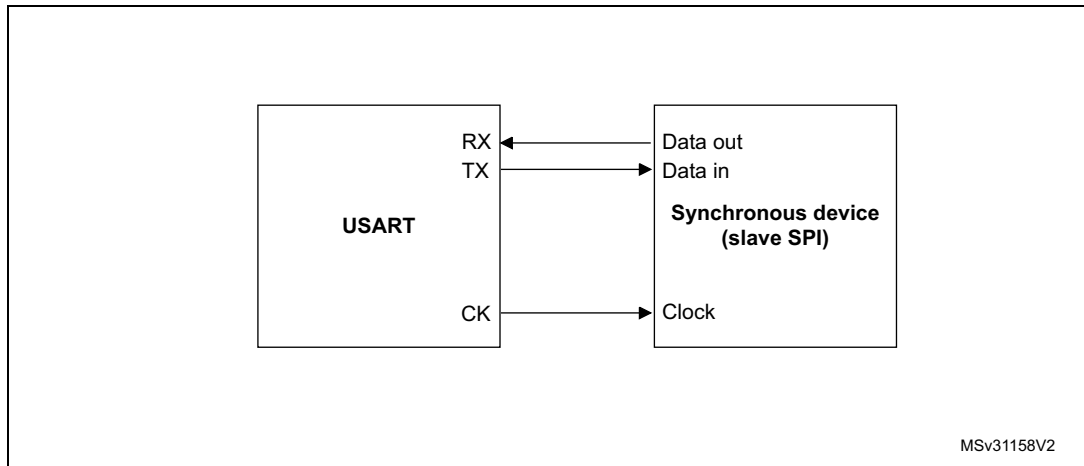 RX
Data out
TX
Data in
USART
Synchronous device
(slave SPI)
CK
Clock
MSv31158V2